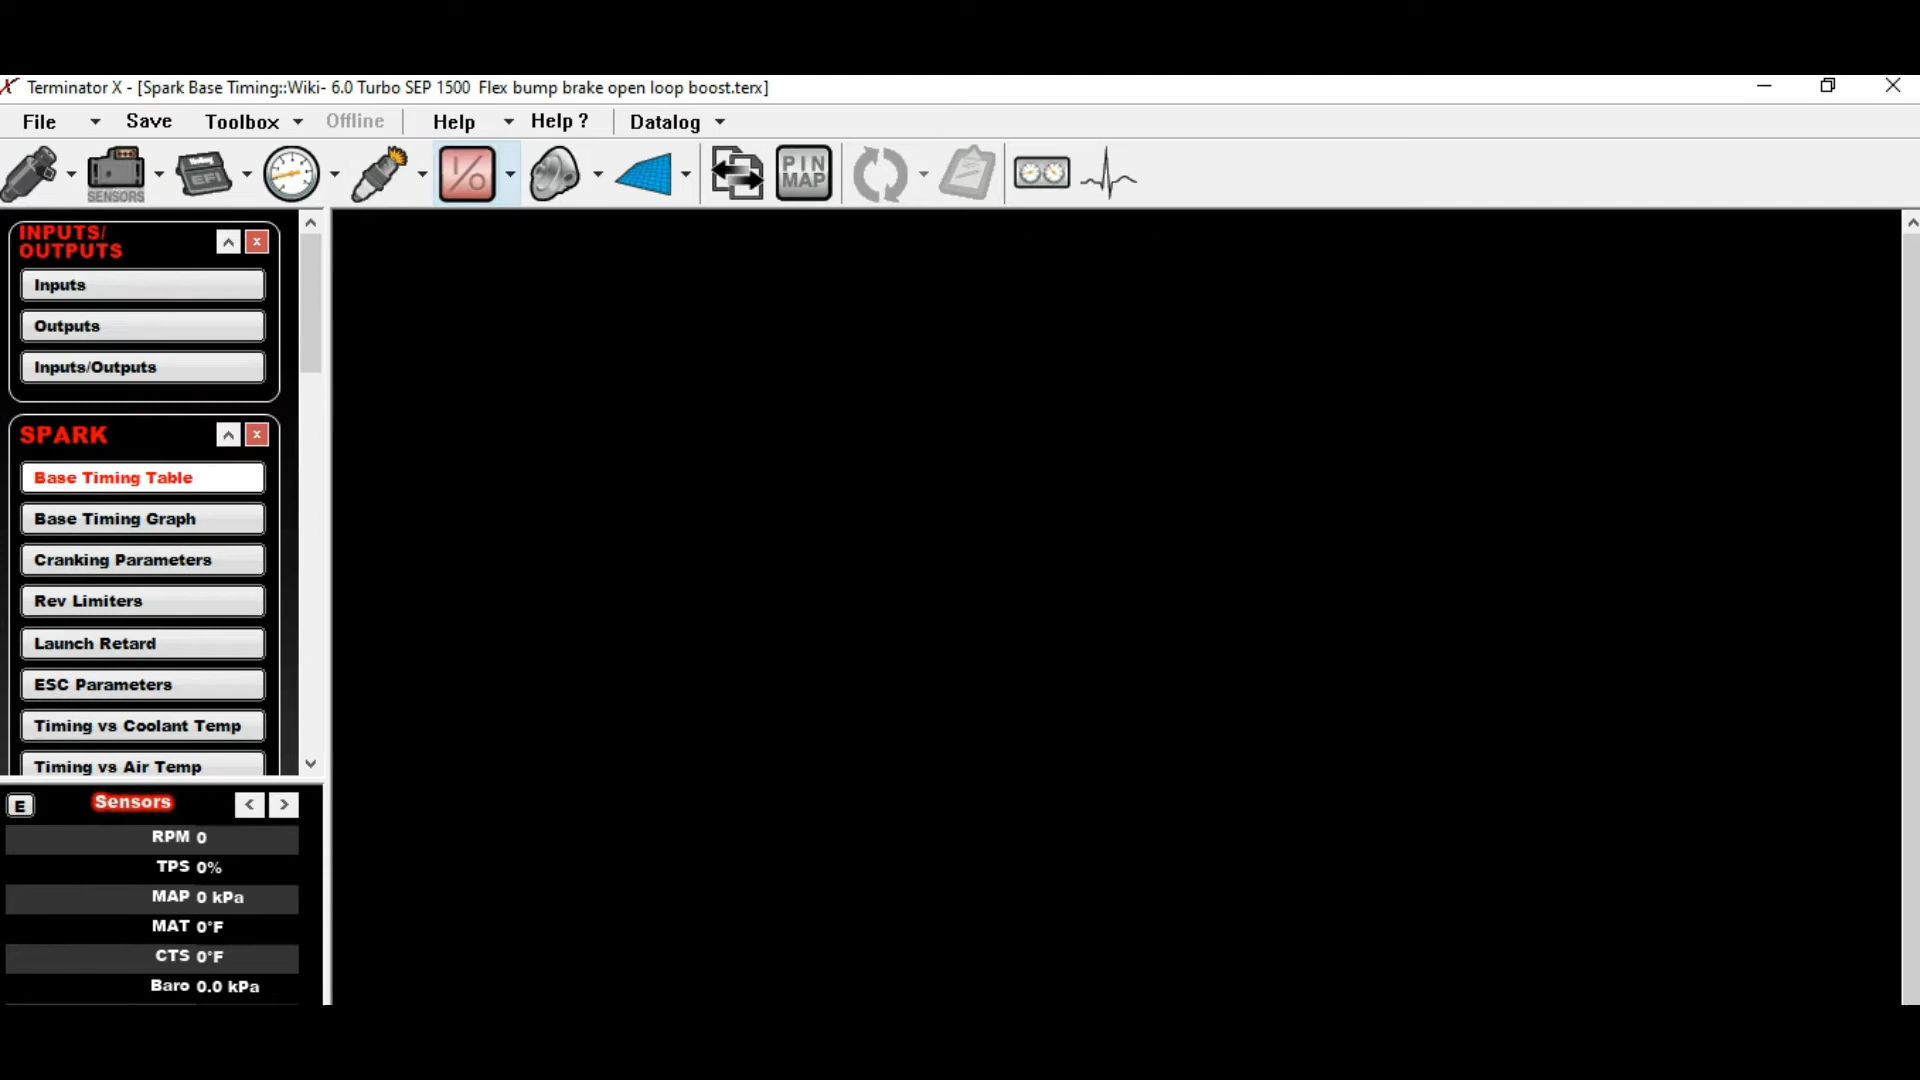 Terminator X - [Spark Base Timing::Wiki- 6.0 Turbo SEP 1500  Flex bump brake open loop boost.terx]
File Save Toolbox Offline Help Help ? Datalog
SENSORS
Holley
EFI
I/O
PIN
MAP
INPUTS/
OUTPUTS
x
Inputs
Outputs
Inputs/Outputs
SPARK
x
Base Timing Table
Base Timing Graph
Cranking Parameters
Rev Limiters
Launch Retard
ESC Parameters
Timing vs Coolant Temp
Timing vs Air Temp
E Sensors < >
RPM 0
TPS 0%
MAP 0 kPa
MAT 0°F
CTS 0°F
Baro 0.0 kPa